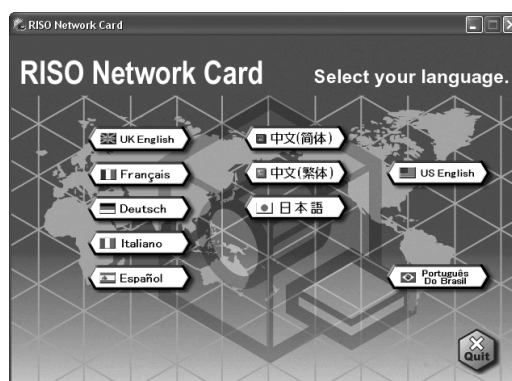 RISO Network Card
RISO Network Card
Select your language.
UK English
Français
Deutsch
Italiano
Español
中文(简体)
中文(繁体)
日本語
US English
Português
Do Brasil
Quit